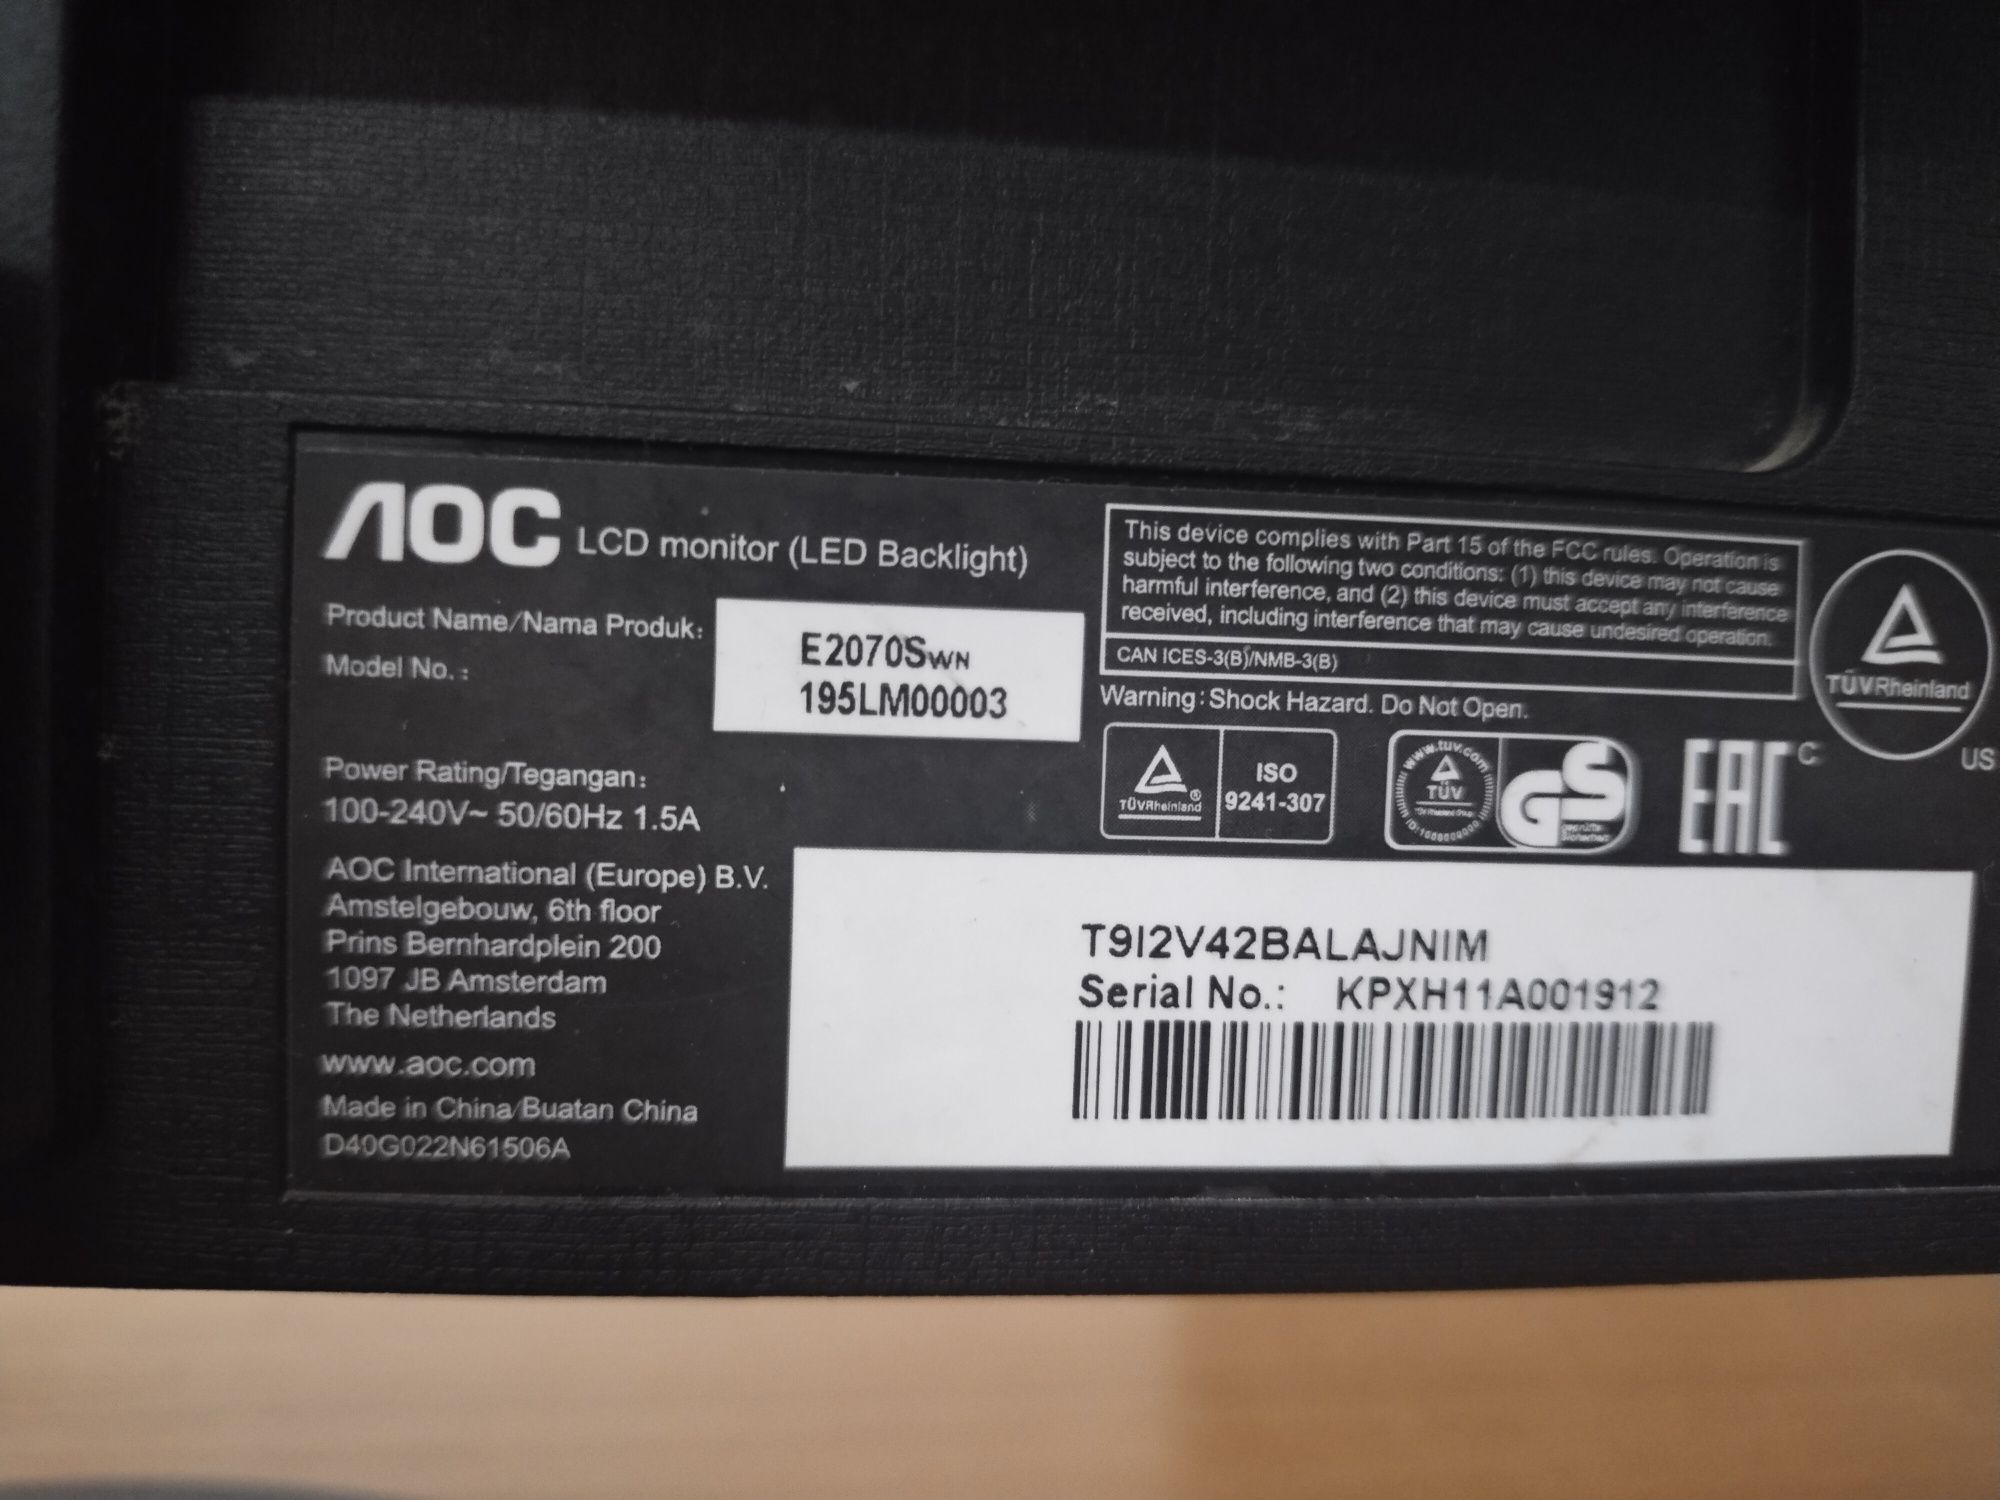 AOC LCD monitor (LED Backlight)
Product Name/Nama Produk: E2070SWN
Model No.: 195LM00003
Power Rating/Tegangan:
100-240V~ 50/60Hz 1.5A
AOC International (Europe) B.V.
Amstelgebouw, 6th floor
Prins Bernhardplein 200
1097 JB Amsterdam
The Netherlands
www.aoc.com
Made in China/Buatan China
D40G022N61506A
This device complies with Part 15 of the FCC rules. Operation is
subject to the following two conditions: (1) this device may not cause
harmful interference, and (2) this device must accept any interference
received, including interference that may cause undesired operation.
CAN ICES-3(B)/NMB-3(B)
Warning: Shock Hazard. Do Not Open.
TÜVRheinland
C US
TÜVRheinland®
ISO
9241-307
www.tuv.com
TÜV
GS
geprüfte
Sicherheit
EAC
T9I2V42BALAJNIM
Serial No.: KPXH11A001912